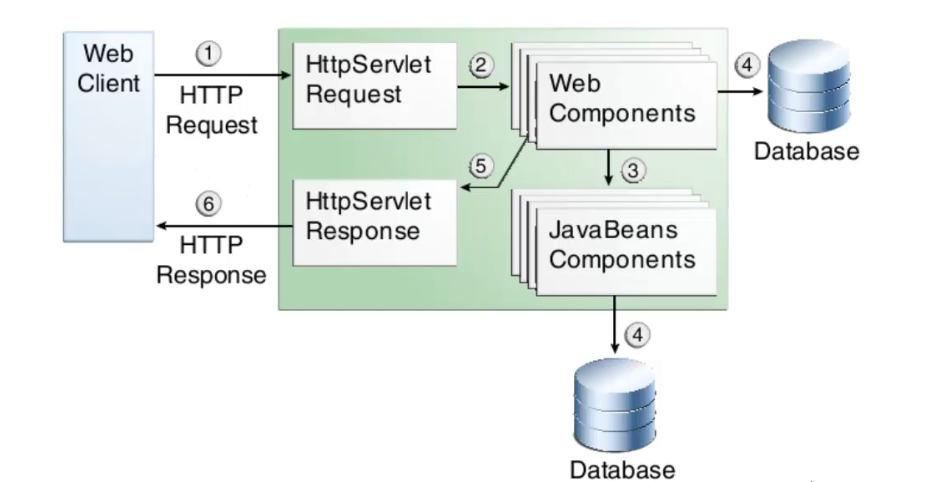 Web
Client
1
HTTP
Request
HttpServlet
Request
2
Web
Components
4
Database
5
3
6
HTTP
Response
HttpServlet
Response
JavaBeans
Components
4
Database